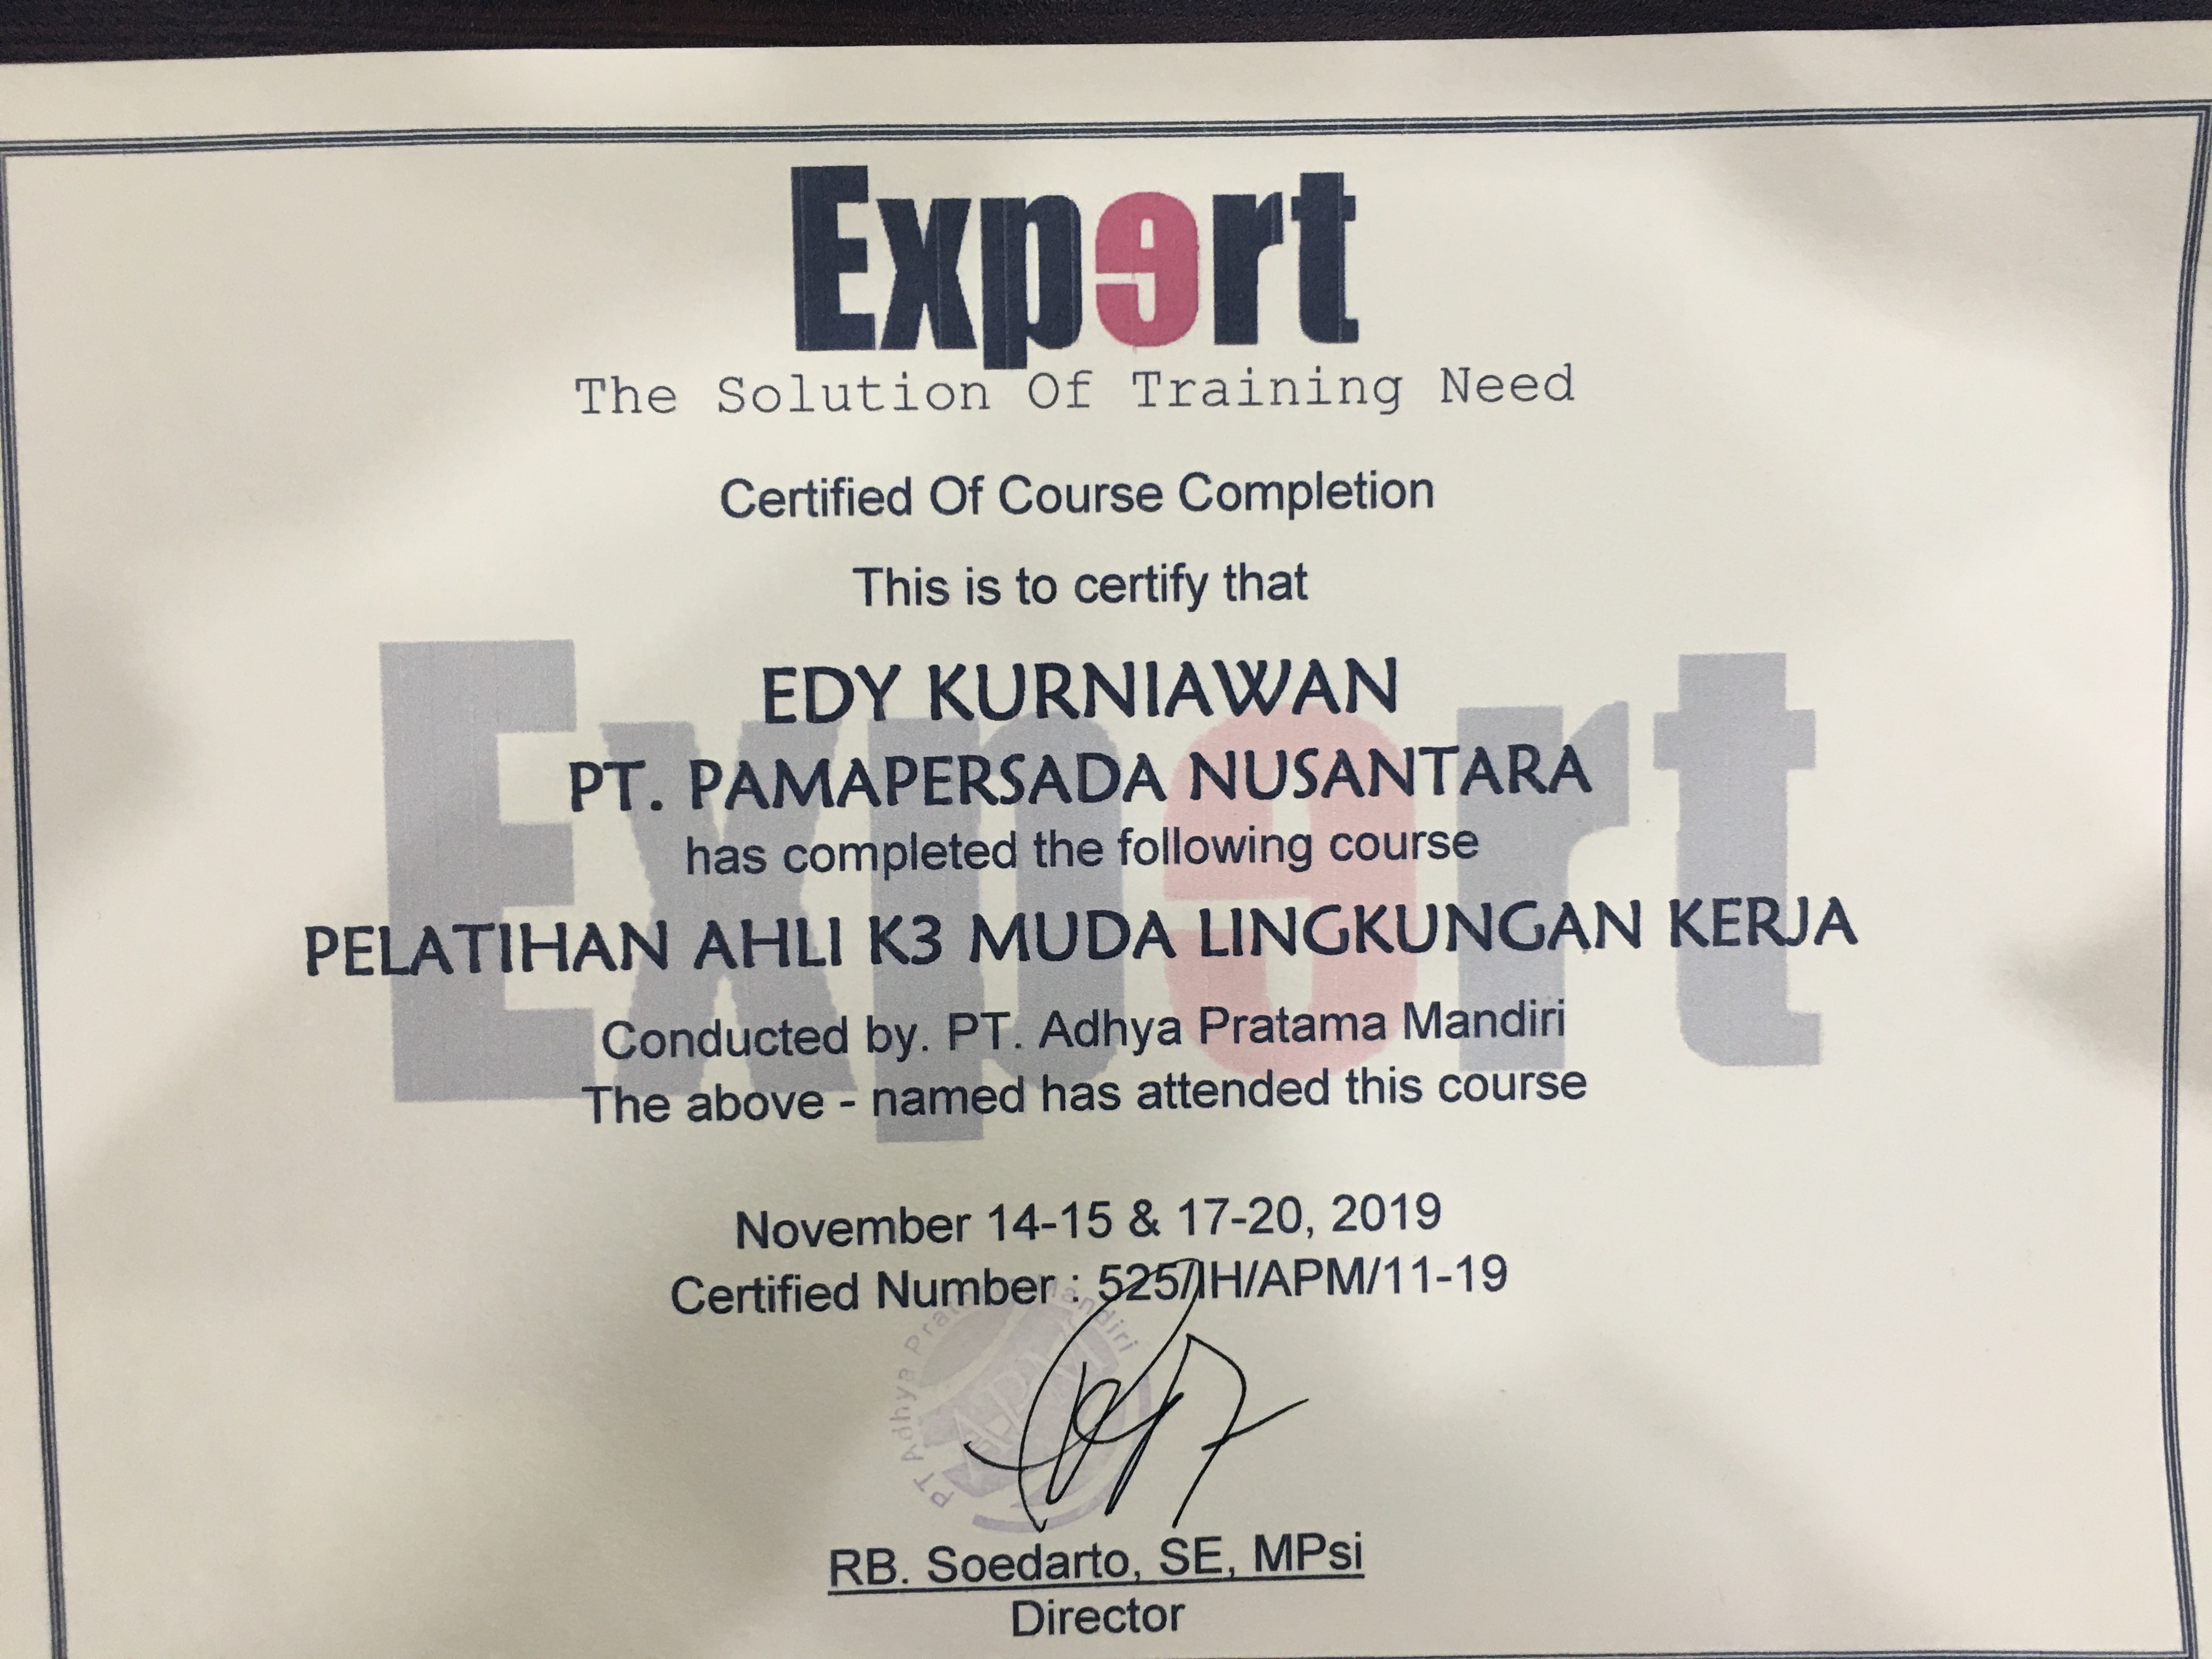 Expert
The Solution Of Training Need
Certified Of Course Completion
This is to certify that
EDY KURNIAWAN
PT. PAMAPERSADA NUSANTARA
has completed the following course
PELATIHAN AHLI K3 MUDA LINGKUNGAN KERJA
Conducted by. PT. Adhya Pratama Mandiri
The above - named has attended this course
November 14-15 & 17-20, 2019
Certified Number : 525/IH/APM/11-19
PT Adhya
RB. Soedarto, SE, MPsi
Director